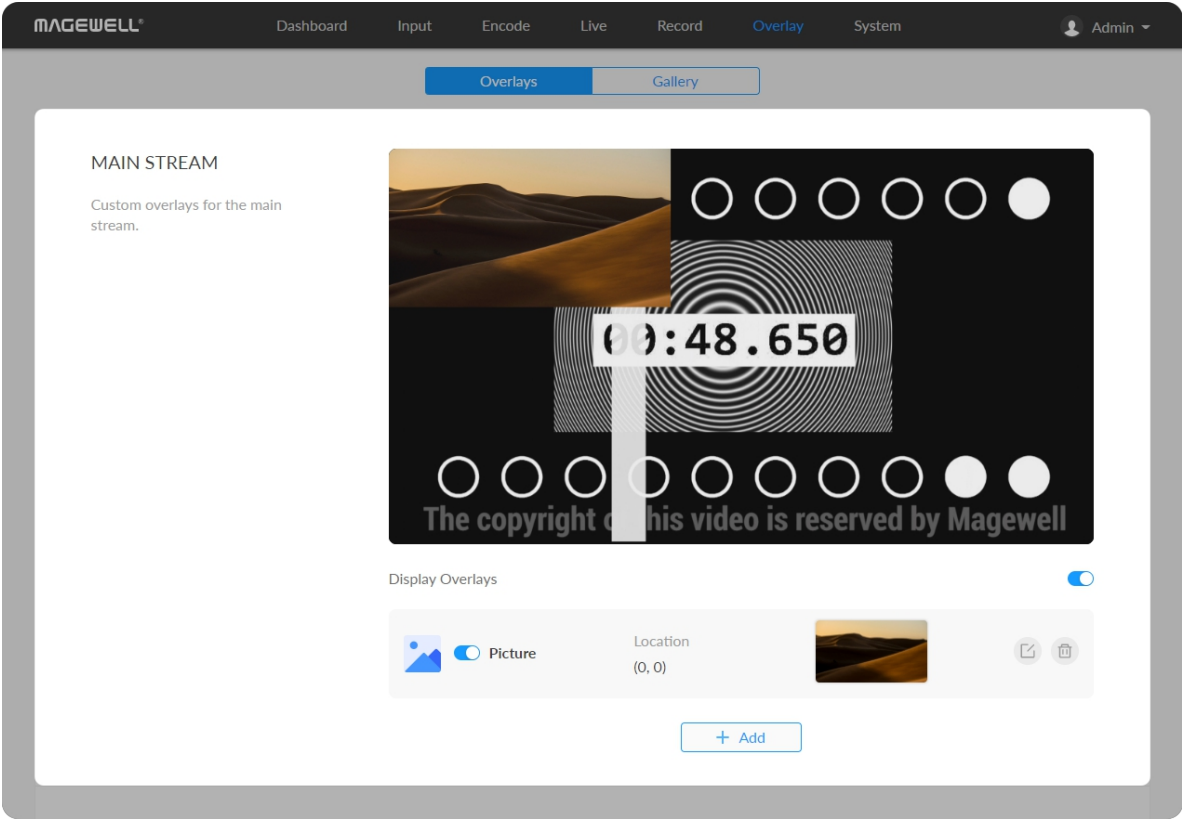 MAGEWELL®
Dashboard Input Encode Live Record Overlay System Admin
Overlays Gallery
MAIN STREAM
Custom overlays for the main
stream.
00:48.650
The copyright his video is reserved by Magewell
Display Overlays
Picture
Location
(0, 0)
+ Add